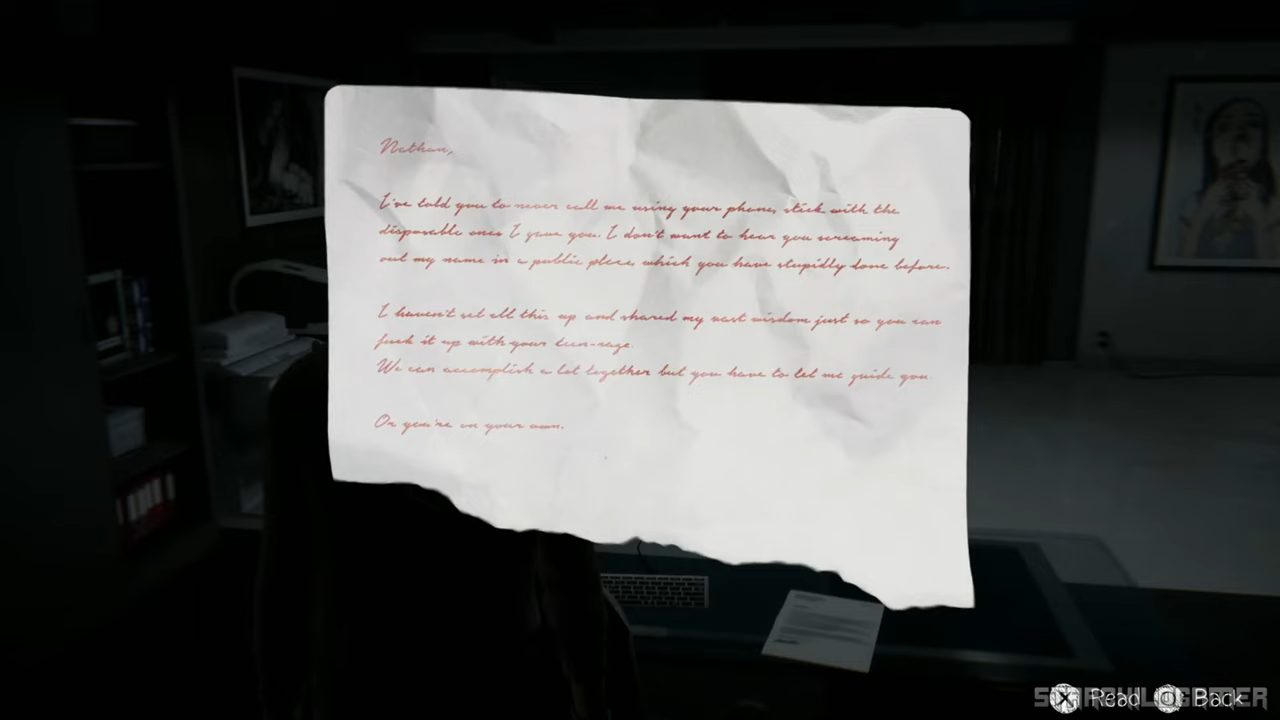 Nathan,
I've told you to never call me using your phone, stick with the
disposable ones I gave you. I don't want to hear you screaming
out my name in a public place, which you have stupidly done before.
I haven't set all this up and shared my vast wisdom just so you can
fuck it up with your teen-rage.
We can accomplish a lot together but you have to let me guide you.
Or you're on your own.
Read Back